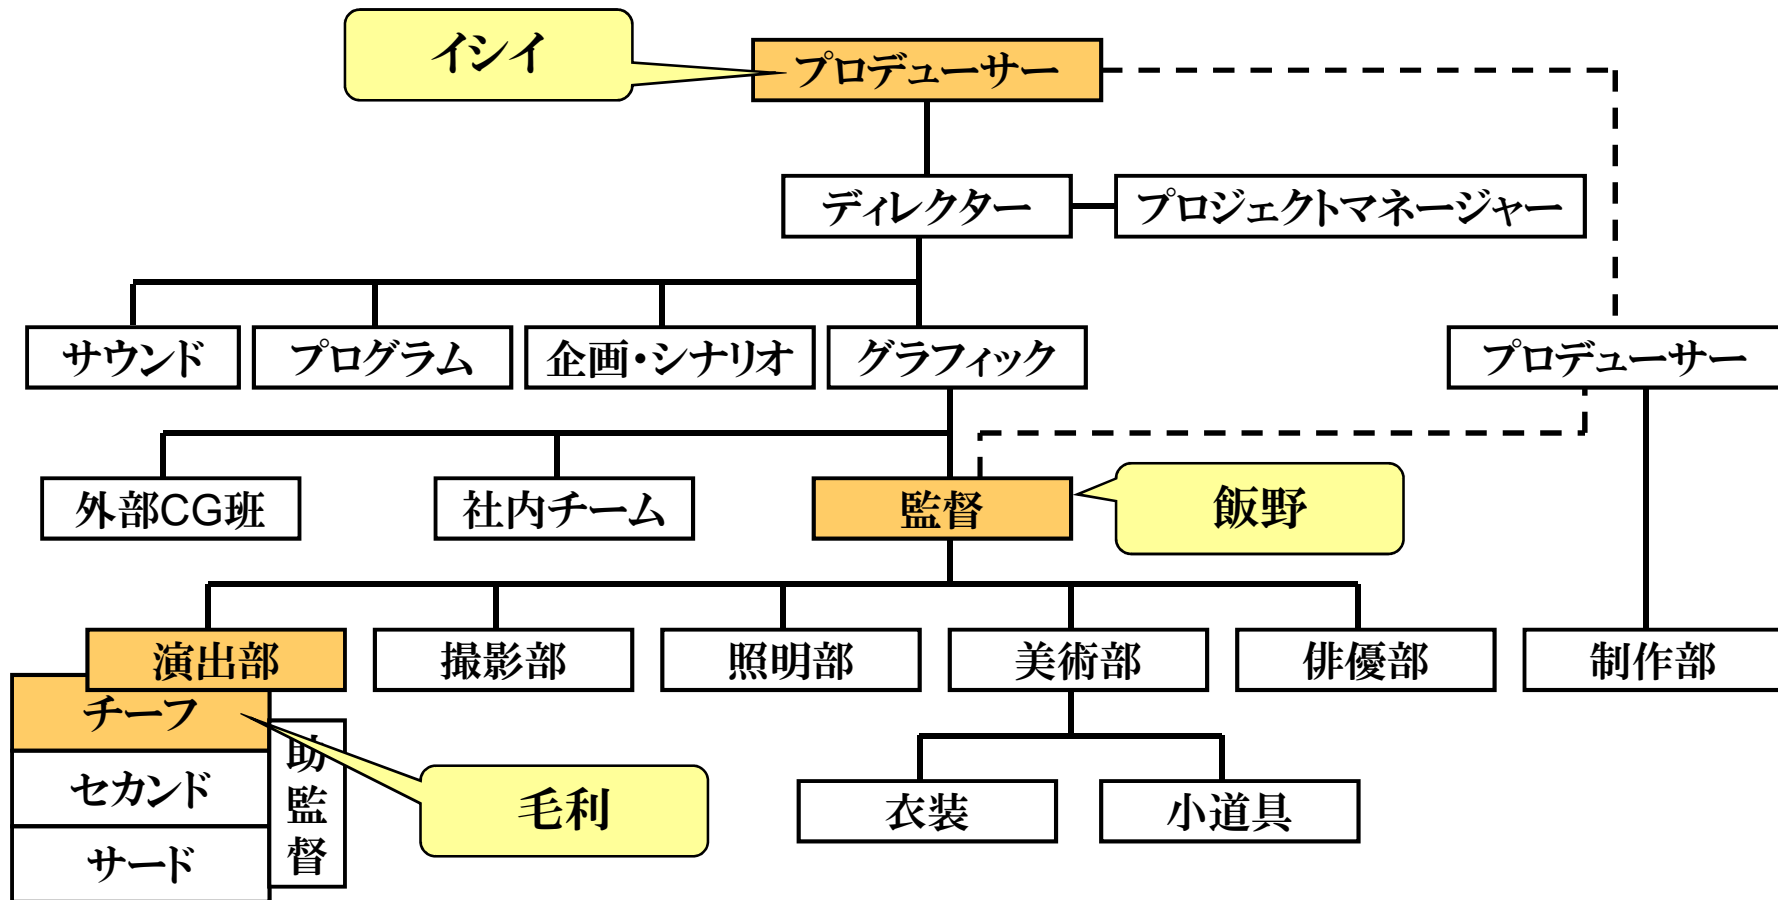 イシイ
プロデューサー
ディレクター
プロジェクトマネージャー
サウンド
プログラム
企画・シナリオ
グラフィック
プロデューサー
外部CG班
社内チーム
監督
飯野
演出部
撮影部
照明部
美術部
俳優部
制作部
チーフ
セカンド
サード
助監督
毛利
衣装
小道具